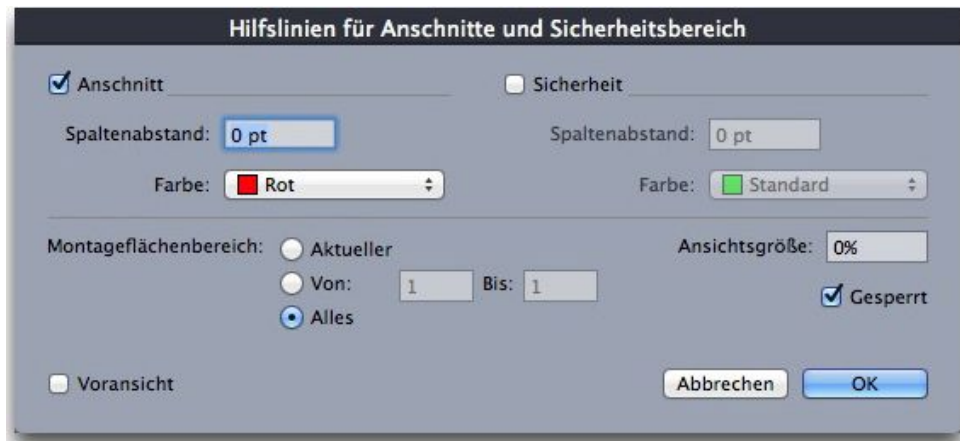 Hilfslinien für Anschnitte und Sicherheitsbereich
Anschnitt
Sicherheit
Spaltenabstand: 0 pt
Spaltenabstand: 0 pt
Farbe: Rot
Farbe: Standard
Montageflächenbereich: Aktueller
Ansichtsgröße: 0%
Von: 1 Bis: 1
Gesperrt
Alles
Voransicht
Abbrechen
OK